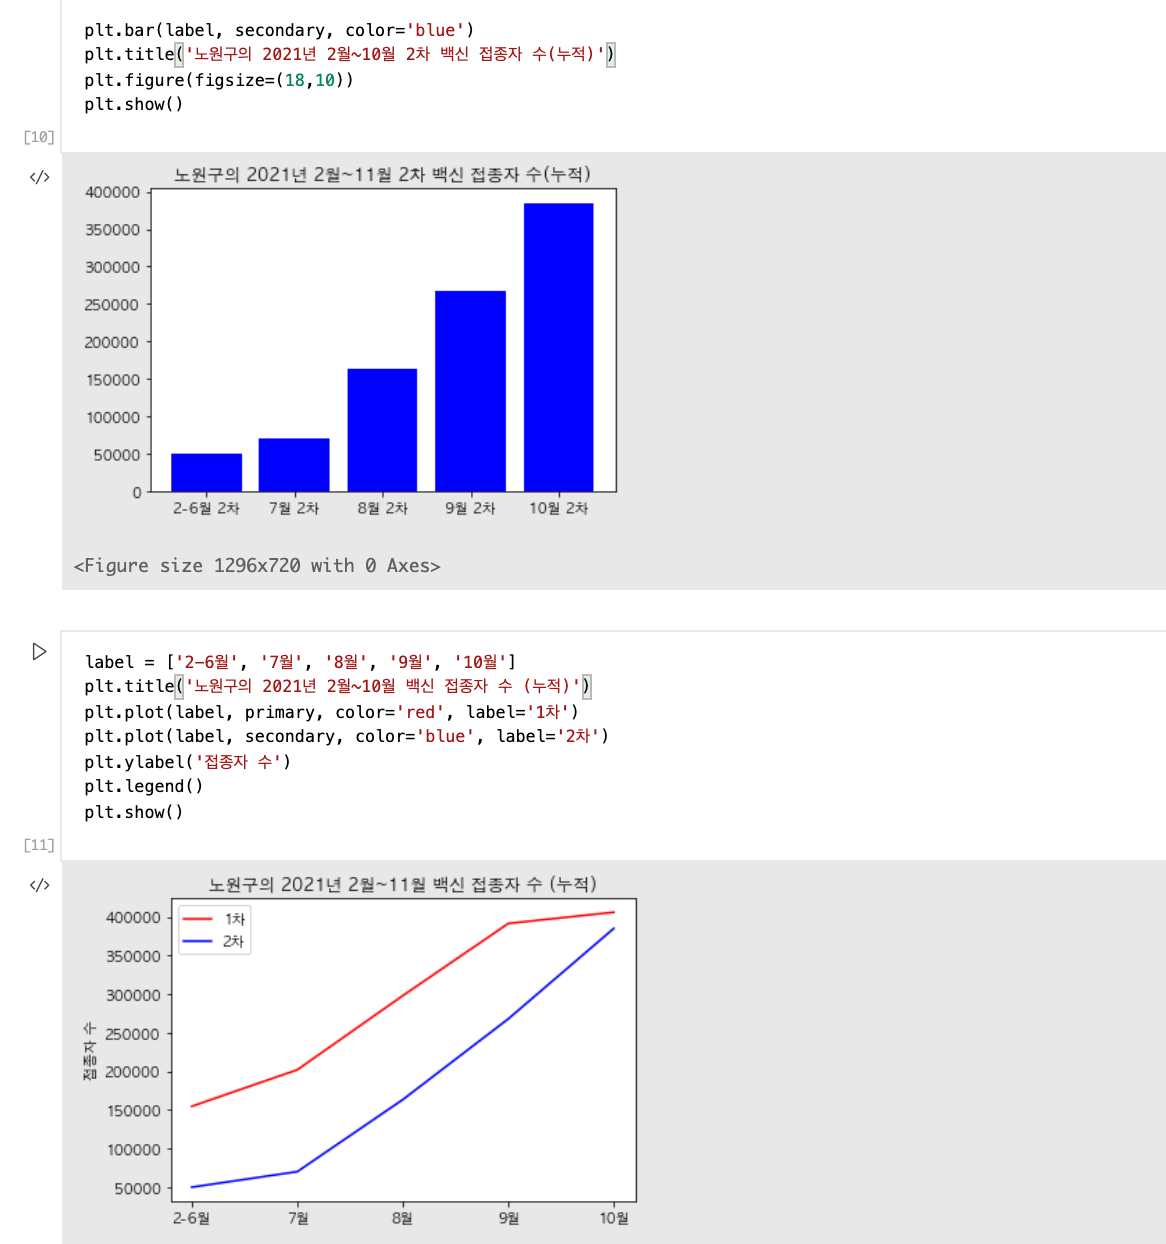 plt.bar(label, secondary, color='blue')
plt.title('노원구의 2021년 2월~10월 2차 백신 접종자 수(누적)')
plt.figure(figsize=(18,10))
plt.show()
[10]
</>
노원구의 2021년 2월~11월 2차 백신 접종자 수(누적)
400000
350000
300000
250000
200000
150000
100000
50000
0
2-6월 2차 7월 2차 8월 2차 9월 2차 10월 2차
<Figure size 1296x720 with 0 Axes>
label = ['2-6월', '7월', '8월', '9월', '10월']
plt.title('노원구의 2021년 2월~10월 백신 접종자 수 (누적)')
plt.plot(label, primary, color='red', label='1차')
plt.plot(label, secondary, color='blue', label='2차')
plt.ylabel('접종자 수')
plt.legend()
plt.show()
[11]
</>
노원구의 2021년 2월~11월 백신 접종자 수 (누적)
1차
2차
접종자 수
400000
350000
300000
250000
200000
150000
100000
50000
2-6월 7월 8월 9월 10월